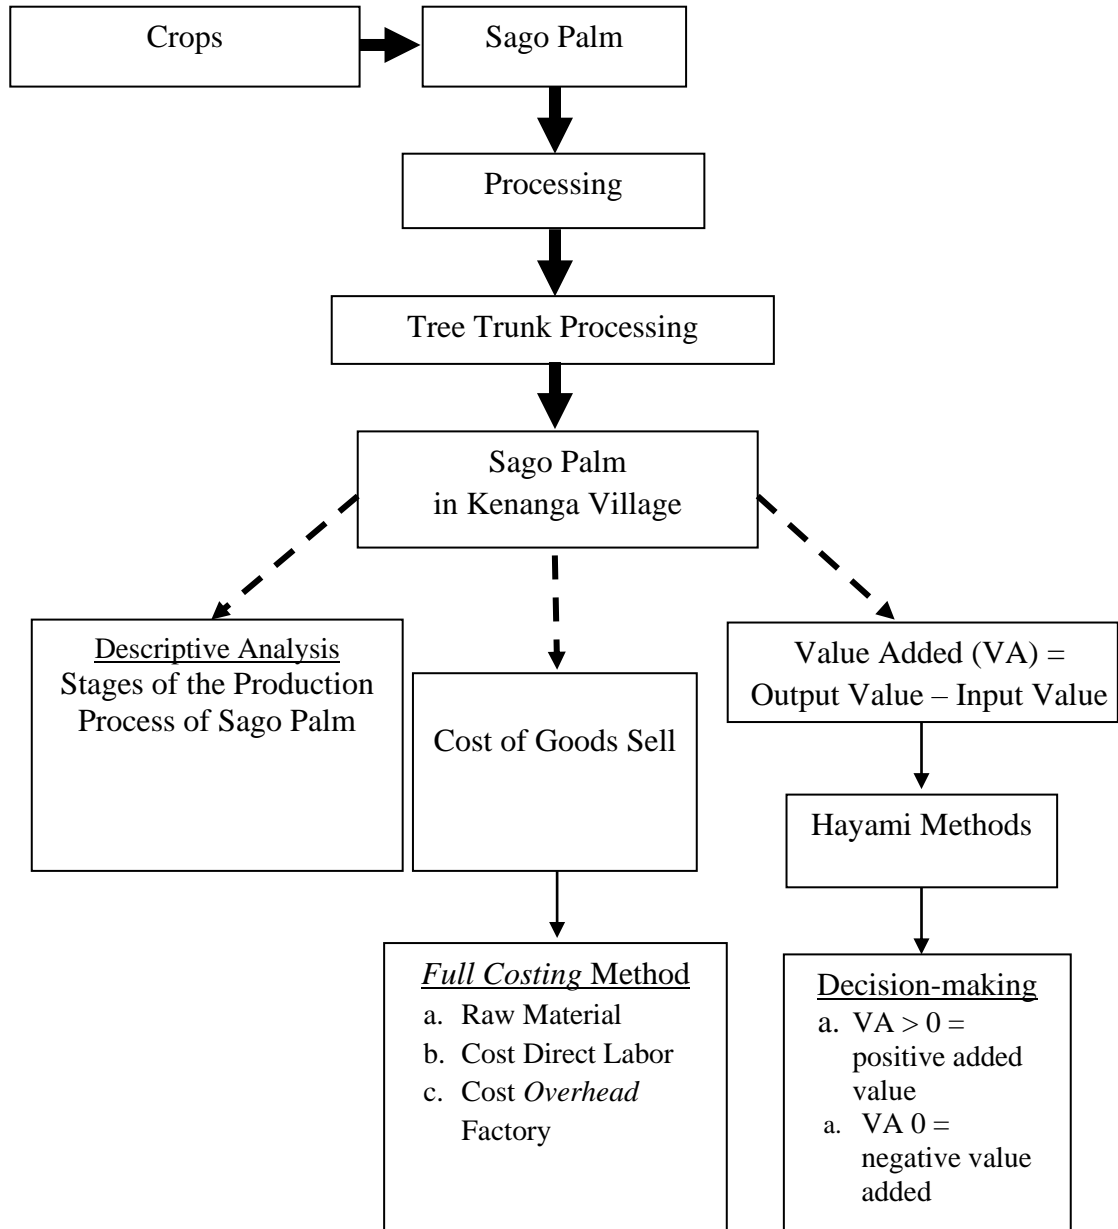 Crops
Sago Palm
Processing
Tree Trunk Processing
Sago Palm
in Kenanga Village
Descriptive Analysis
Stages of the Production
Process of Sago Palm
Cost of Goods Sell
Value Added (VA) =
Output Value – Input Value
Hayami Methods
Full Costing Method
a. Raw Material
b. Cost Direct Labor
c. Cost Overhead
Factory
Decision-making
a. VA > 0 =
positive added
value
a. VA 0 =
negative value
added